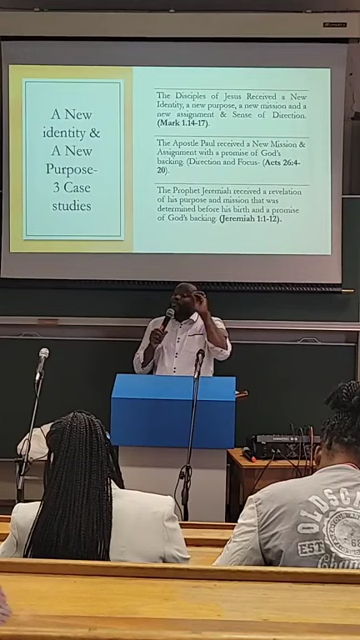 A New
identity &
A New
Purpose-
3 Case
studies
The Disciples of Jesus Received a New
Identity, a new purpose, a new mission and a
new assignment & Sense of Direction.
(Mark 1.14-17).
The Apostle Paul received a New Mission &
Assignment with a promise of God's
backing. (Direction and Focus- (Acts 26:4-
20).
The Prophet Jeremiah received a revelation
of his purpose and mission that was
determined before his birth and a promise
of God's backing. (Jeremiah 1:1-12).
OLDSC
EST